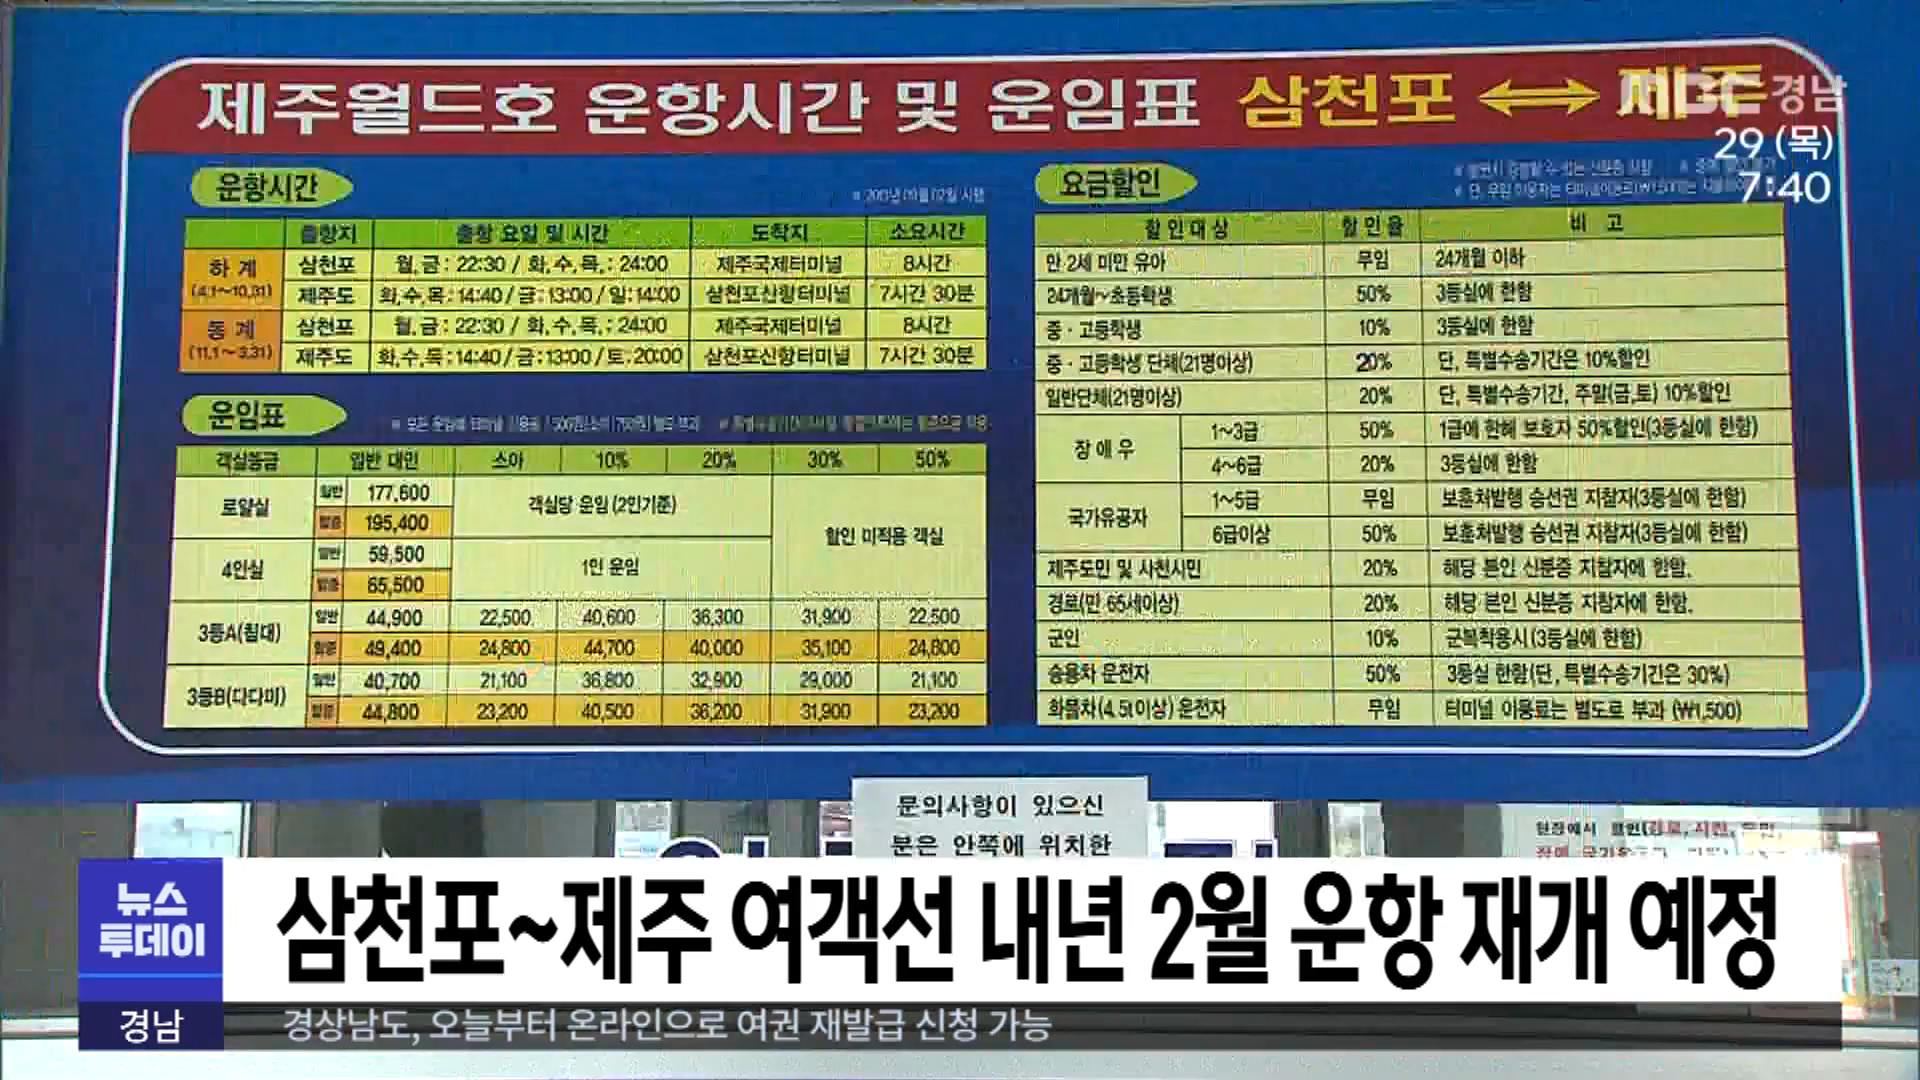 제주월드호 운항시간 및 운임표 삼천포 ↔ 제주
MBC 경남
29 (목)
7:40
운항시간
출항지 출항 요일 및 시간 도착지 소요시간
하 계 (4.1~10.31) 삼천포 월, 금 : 22:30 / 화, 수, 목, : 24:00 제주국제터미널 8시간
제주도 화, 수, 목 : 14:40 / 금 : 13:00 / 일 : 14:00 삼천포신항터미널 7시간 30분
동 계 (11.1~3.31) 삼천포 월, 금 : 22:30 / 화, 수, 목, : 24:00 제주국제터미널 8시간
제주도 화, 수, 목 : 14:40 / 금 : 13:00 / 토 : 20:00 삼천포신항터미널 7시간 30분
운임표
객실등급 일반 대인 소아 10% 20% 30% 50%
로얄실 일반 177,600 객실당 운임 (2인기준) 할인 미적용 객실
할증 195,400
4인실 일반 59,500 1인 운임
할증 65,500
3등A(침대) 일반 44,900 22,500 40,600 36,300 31,900 22,500
할증 49,400 24,800 44,700 40,000 35,100 24,800
3등B(다다미) 일반 40,700 21,100 36,800 32,900 29,000 21,100
할증 44,800 23,200 40,500 36,200 31,900 23,200
요금할인
할 인 대 상 할 인 율 비 고
만 2세 미만 유아 무임 24개월 이하
24개월~초등학생 50% 3등실에 한함
중 · 고등학생 10% 3등실에 한함
중 · 고등학생 단체(21명이상) 20% 단, 특별수송기간은 10%할인
일반단체(21명이상) 20% 단, 특별수송기간, 주말(금,토) 10%할인
장 애 우 1~3급 50% 1급에 한해 보호자 50%할인(3등실에 한함)
4~6급 20% 3등실에 한함
국가유공자 1~5급 무임 보훈처발행 승선권 지참자(3등실에 한함)
6급이상 50% 보훈처발행 승선권 지참자(3등실에 한함)
제주도민 및 사천시민 20% 해당 본인 신분증 지참자에 한함.
경로(만 65세이상) 20% 해당 본인 신분증 지참자에 한함.
군인 10% 군복착용시 (3등실에 한함)
승용차 운전자 50% 3등실 한함(단, 특별수송기간은 30%)
화물차(4.5t이상) 운전자 무임 터미널 이용료는 별도로 부과 (₩1,500)
문의사항이 있으신
분은 안쪽에 위치한
뉴스
투데이
삼천포~제주 여객선 내년 2월 운항 재개 예정
경남
경상남도, 오늘부터 온라인으로 여권 재발급 신청 가능